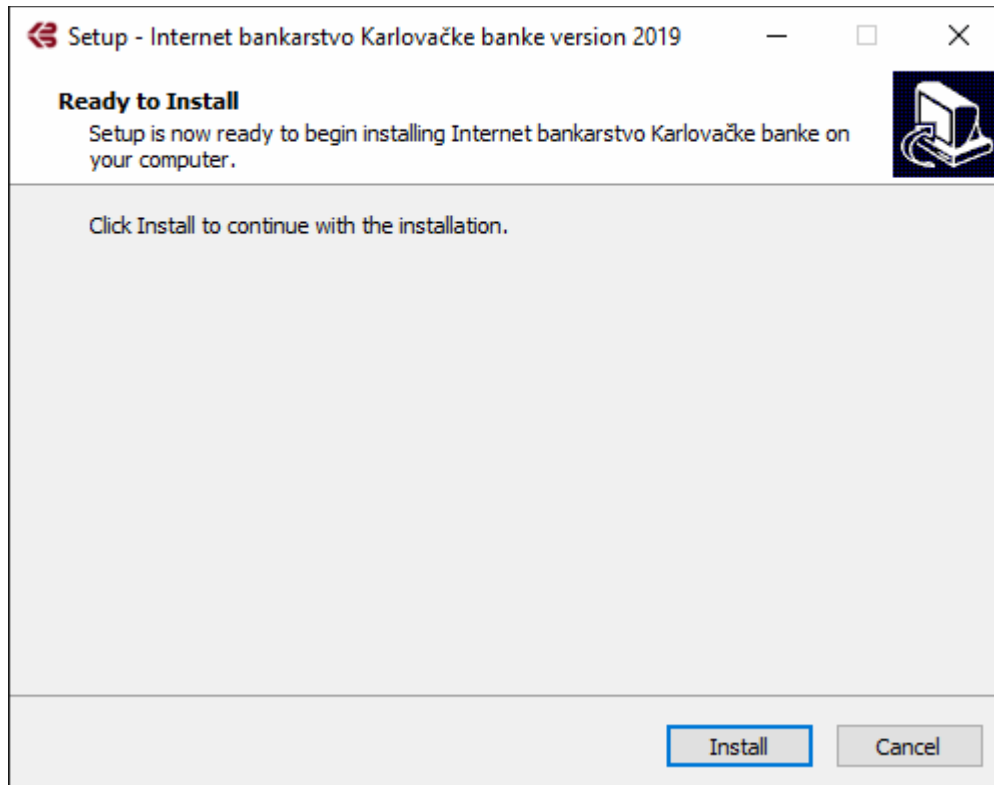 Setup - Internet bankarstvo Karlovačke banke version 2019
Ready to Install
Setup is now ready to begin installing Internet bankarstvo Karlovačke banke on
your computer.
Click Install to continue with the installation.
Install
Cancel